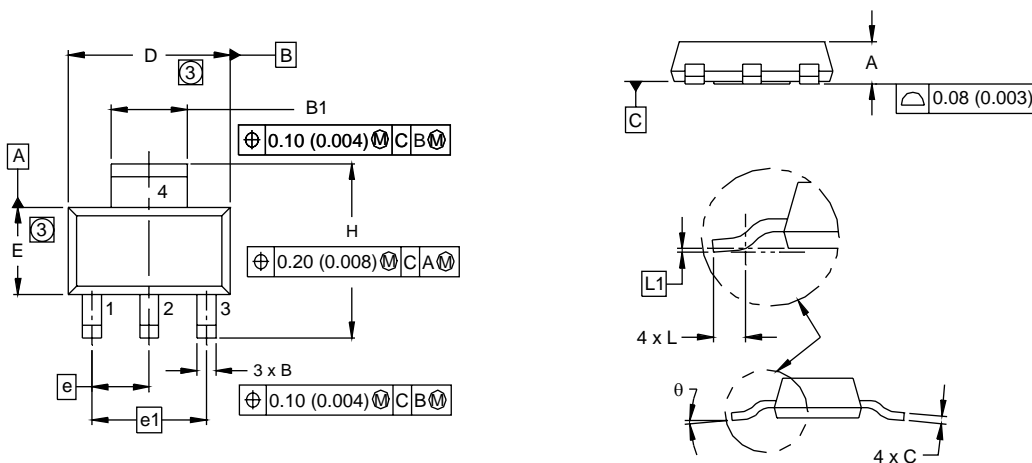 D
B
3
B1
⌖ 0.10 (0.004) Ⓜ C B Ⓜ
A
4
3
E
H
⌖ 0.20 (0.008) Ⓜ C A Ⓜ
1 2 3
3 x B
e
⌖ 0.10 (0.004) Ⓜ C B Ⓜ
e1
A
C
⌓ 0.08 (0.003)
L1
4 x L
θ
4 x C